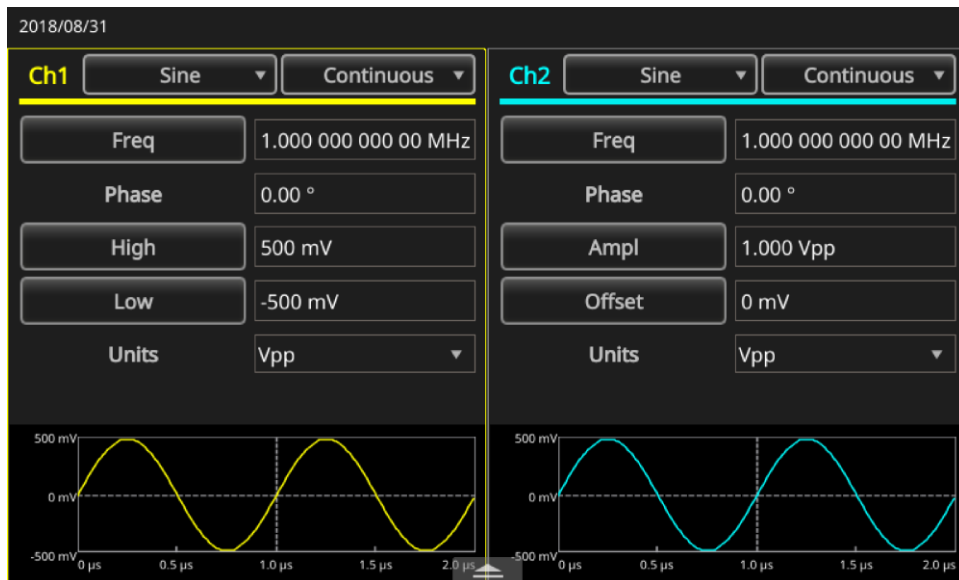 2018/08/31
Ch1 Sine Continuous
Freq 1.000 000 000 00 MHz
Phase 0.00 °
High 500 mV
Low -500 mV
Units Vpp
500 mV
0 mV
-500 mV
0 µs 0.5 µs 1.0 µs 1.5 µs 2.0 µs
Ch2 Sine Continuous
Freq 1.000 000 000 00 MHz
Phase 0.00 °
Ampl 1.000 Vpp
Offset 0 mV
Units Vpp
500 mV
0 mV
-500 mV
0 µs 0.5 µs 1.0 µs 1.5 µs 2.0 µs